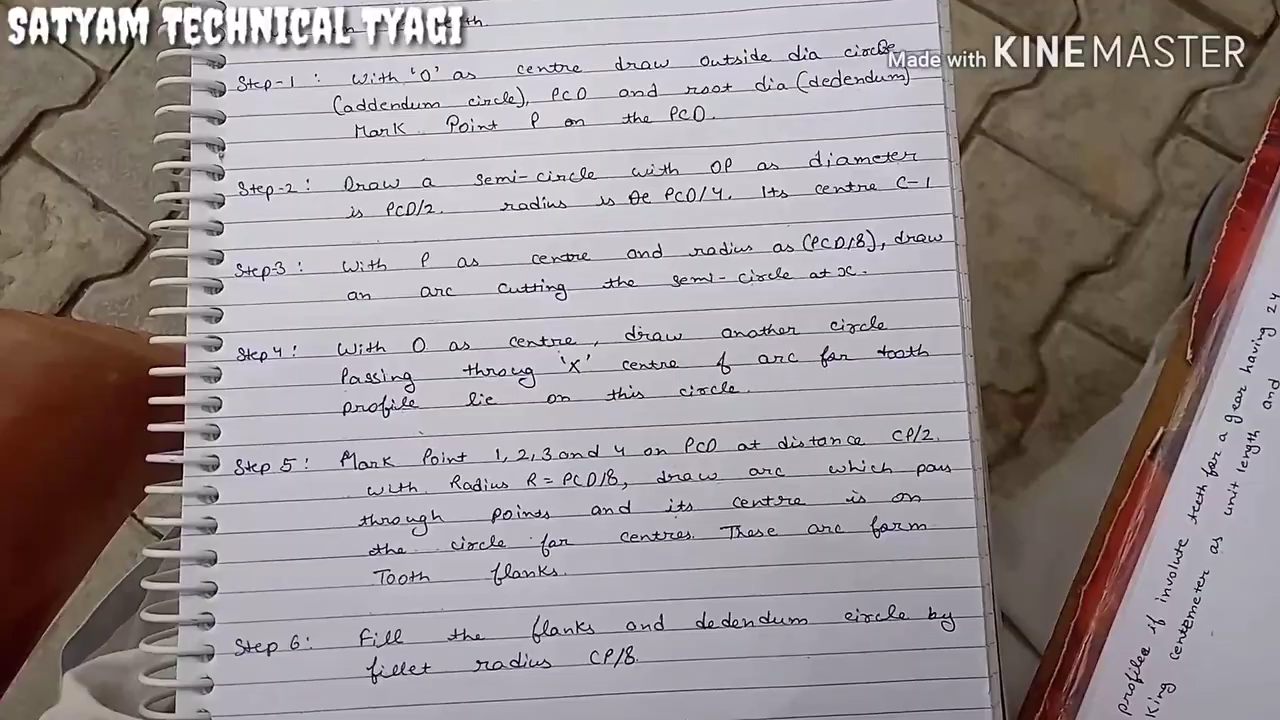 SATYAM TECHNICAL TYAGI
Made with KINEMASTER
Step-1: With 'O' as centre draw outside dia circle
(addendum circle), PCD and root dia (dedendum)
Mark Point P on the PCD.
Step-2: Draw a semi-circle with OP as diameter
is PCD/2. radius is PCD/4. Its centre C-1
Step-3: With P as centre and radius as (PCD/8), draw
an arc cutting the semi-circle at x.
Step 4: With O as centre, draw another circle
Passing throug 'x' centre of arc for tooth
profile lie on this circle.
Step 5: Mark Point 1, 2, 3 and 4 on PCD at distance CP/2.
with Radius R = PCD/8, draw arc which pass
through points and its centre is on
the circle for centres. These arc form
Tooth flanks.
Step 6: Fill the flanks and dedendum circle by
fillet radius CP/8.
profiles if involute teeth for a gear having 24
king centemeter as unit length and